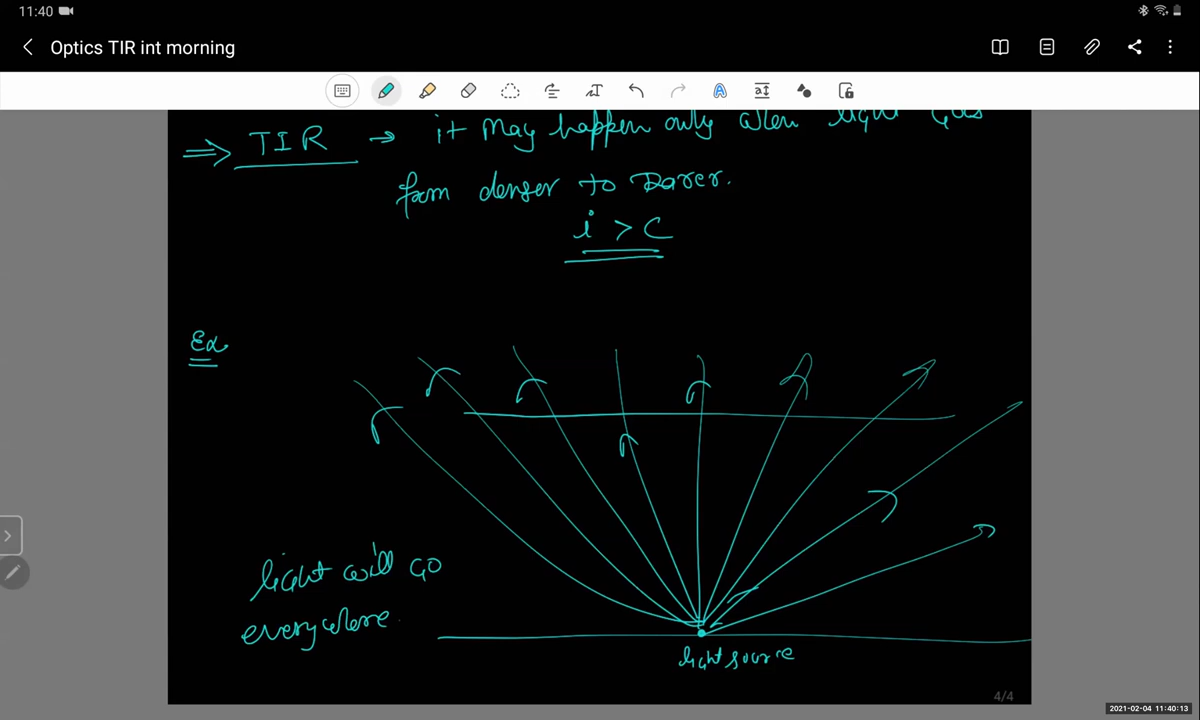 11:40
Optics TIR int morning
⇒ TIR → it may happen only when light goes
from denser to rarer.
i > C
Ex
light will go
everywhere.
light source
4/4
2021-02-04 11:40:13